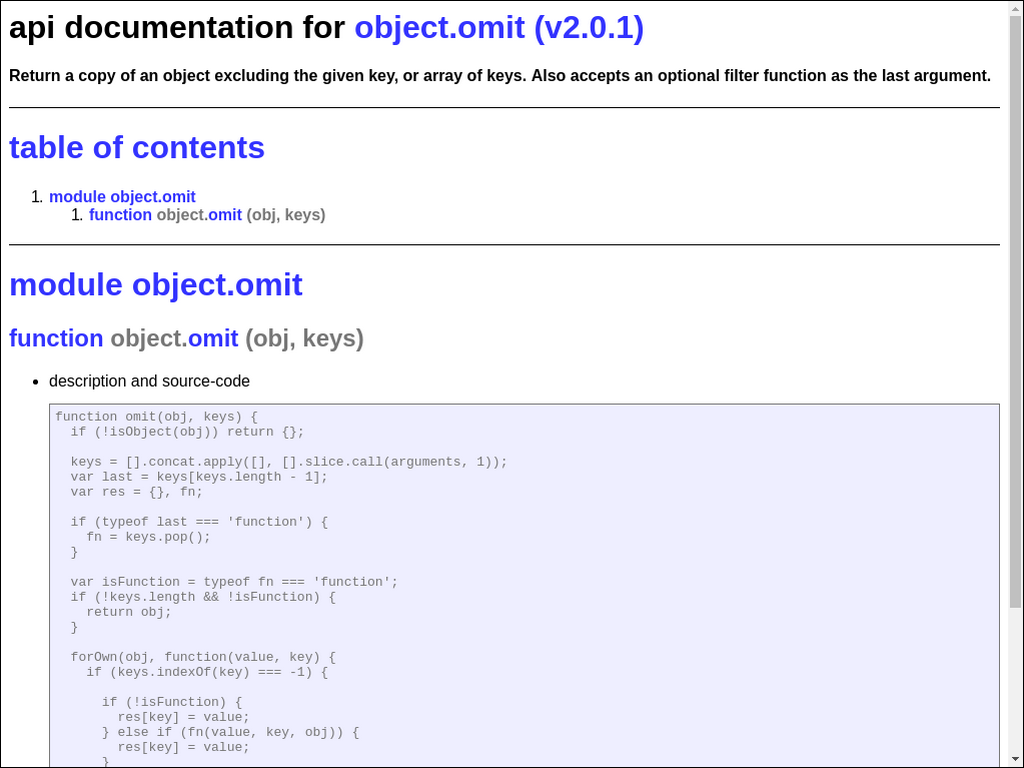 api documentation for object.omit (v2.0.1)
Return a copy of an object excluding the given key, or array of keys. Also accepts an optional filter function as the last argument.
table of contents
1. module object.omit
1. function object.omit (obj, keys)
module object.omit
function object.omit (obj, keys)
• description and source-code
function omit(obj, keys) {
  if (!isObject(obj)) return {};
  keys = [].concat.apply([], [].slice.call(arguments, 1));
  var last = keys[keys.length - 1];
  var res = {}, fn;
  if (typeof last === 'function') {
    fn = keys.pop();
  }
  var isFunction = typeof fn === 'function';
  if (!keys.length && !isFunction) {
    return obj;
  }
  forOwn(obj, function(value, key) {
    if (keys.indexOf(key) === -1) {
      if (!isFunction) {
        res[key] = value;
      } else if (fn(value, key, obj)) {
        res[key] = value;
      }